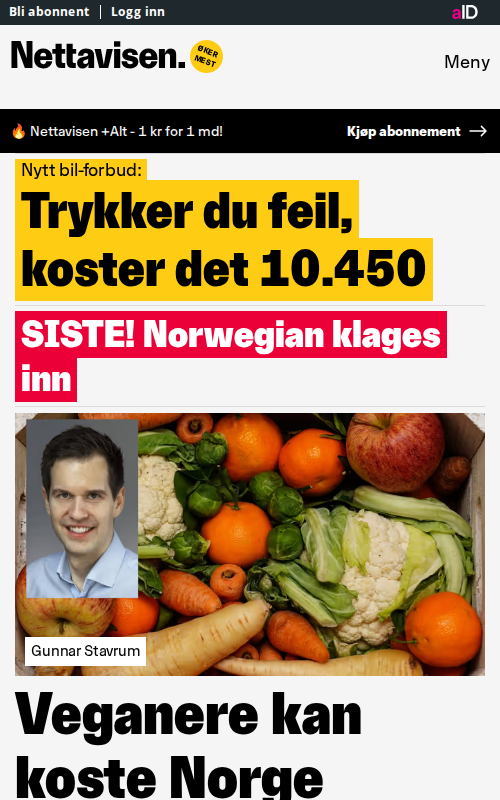 Bli abonnent | Logg inn
aID
Nettavisen.
ØKER
MEST
Meny
Nettavisen +Alt - 1 kr for 1 md!
Kjøp abonnement
Nytt bil-forbud:
Trykker du feil,
koster det 10.450
SISTE! Norwegian klages
inn
Gunnar Stavrum
Veganere kan
koste Norge